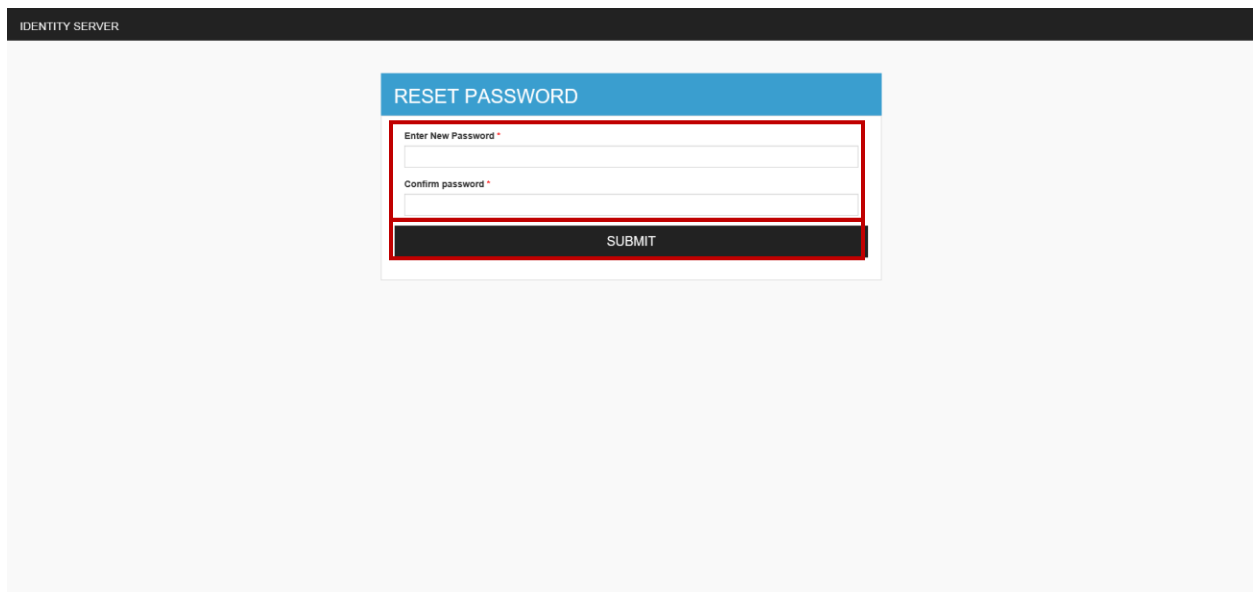 IDENTITY SERVER
RESET PASSWORD
Enter New Password *
Confirm password *
SUBMIT